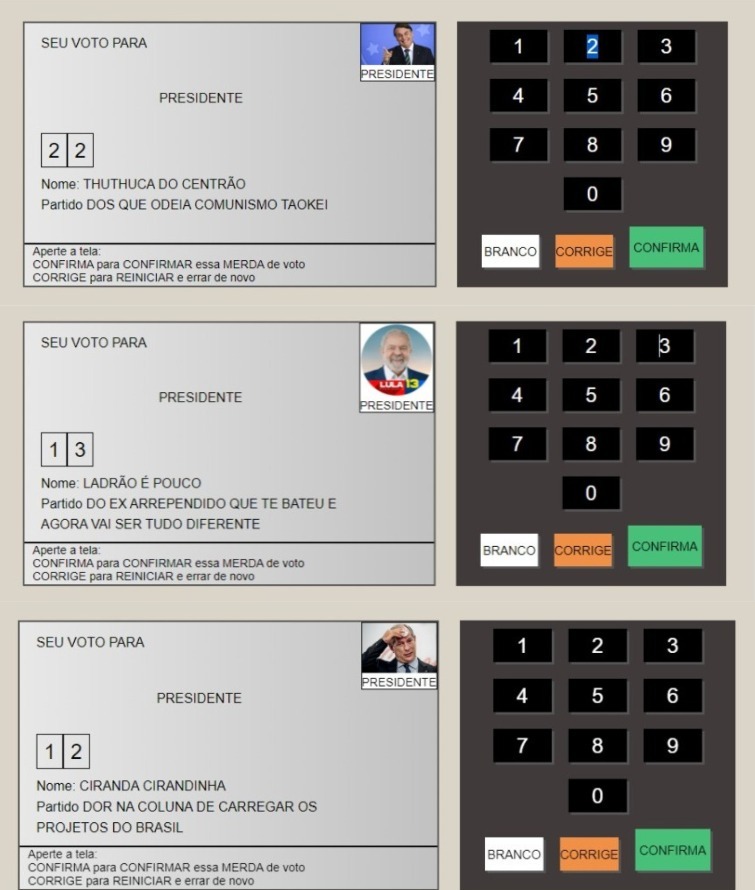 SEU VOTO PARA
PRESIDENTE
PRESIDENTE
2 2
Nome: THUTHUCA DO CENTRÃO
Partido DOS QUE ODEIA COMUNISMO TAOKEI
Aperte a tela:
CONFIRMA para CONFIRMAR essa MERDA de voto
CORRIGE para REINICIAR e errar de novo
1 2 3
4 5 6
7 8 9
0
BRANCO CORRIGE CONFIRMA
SEU VOTO PARA
LULA 13
PRESIDENTE
PRESIDENTE
1 3
Nome: LADRÃO É POUCO
Partido DO EX ARREPENDIDO QUE TE BATEU E
AGORA VAI SER TUDO DIFERENTE
Aperte a tela:
CONFIRMA para CONFIRMAR essa MERDA de voto
CORRIGE para REINICIAR e errar de novo
1 2 3
4 5 6
7 8 9
0
BRANCO CORRIGE CONFIRMA
SEU VOTO PARA
PRESIDENTE
PRESIDENTE
1 2
Nome: CIRANDA CIRANDINHA
Partido DOR NA COLUNA DE CARREGAR OS
PROJETOS DO BRASIL
Aperte a tela:
CONFIRMA para CONFIRMAR essa MERDA de voto
CORRIGE para REINICIAR e errar de novo
1 2 3
4 5 6
7 8 9
0
BRANCO CORRIGE CONFIRMA